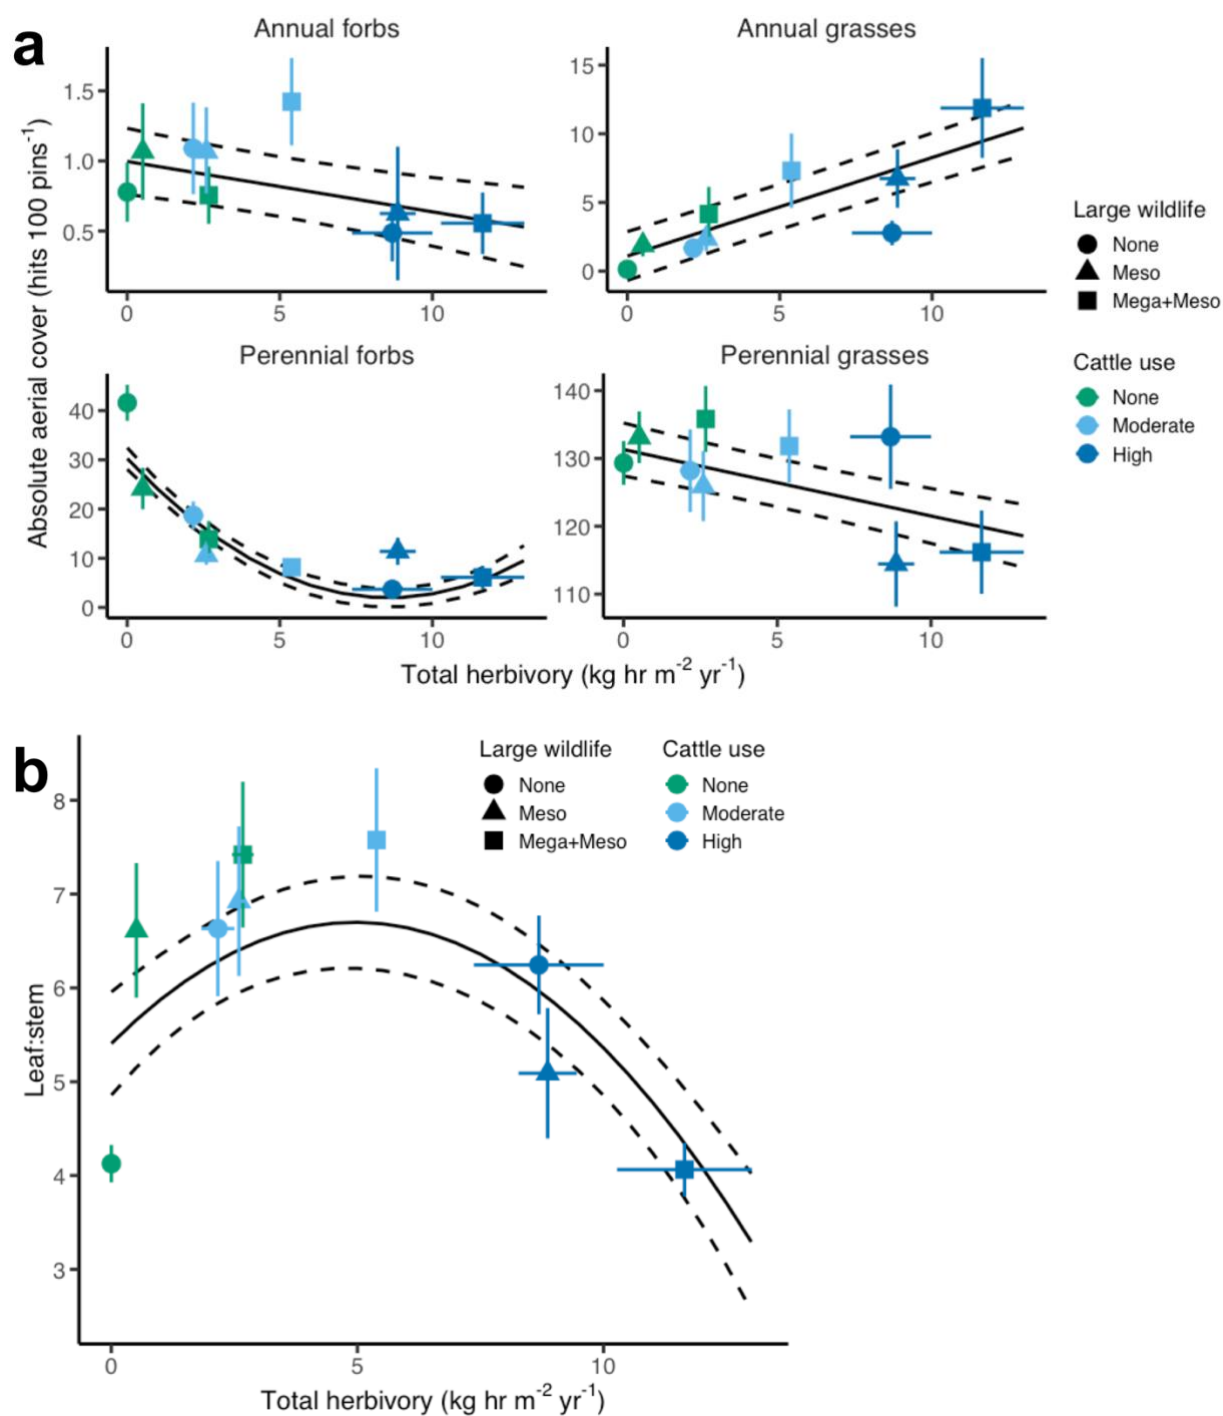 a
Annual forbs
Annual grasses
Absolute aerial cover (hits 100 pins⁻¹)
1.5
1.0
0.5
0
5
10
15
10
5
0
0
5
10
Large wildlife
None
Meso
Mega+Meso
Cattle use
None
Moderate
High
Perennial forbs
Perennial grasses
40
30
20
10
0
0
5
10
140
130
120
110
0
5
10
Total herbivory (kg hr m⁻² yr⁻¹)
b
Large wildlife
None
Meso
Mega+Meso
Cattle use
None
Moderate
High
Leaf:stem
8
7
6
5
4
3
0
5
10
Total herbivory (kg hr m⁻² yr⁻¹)